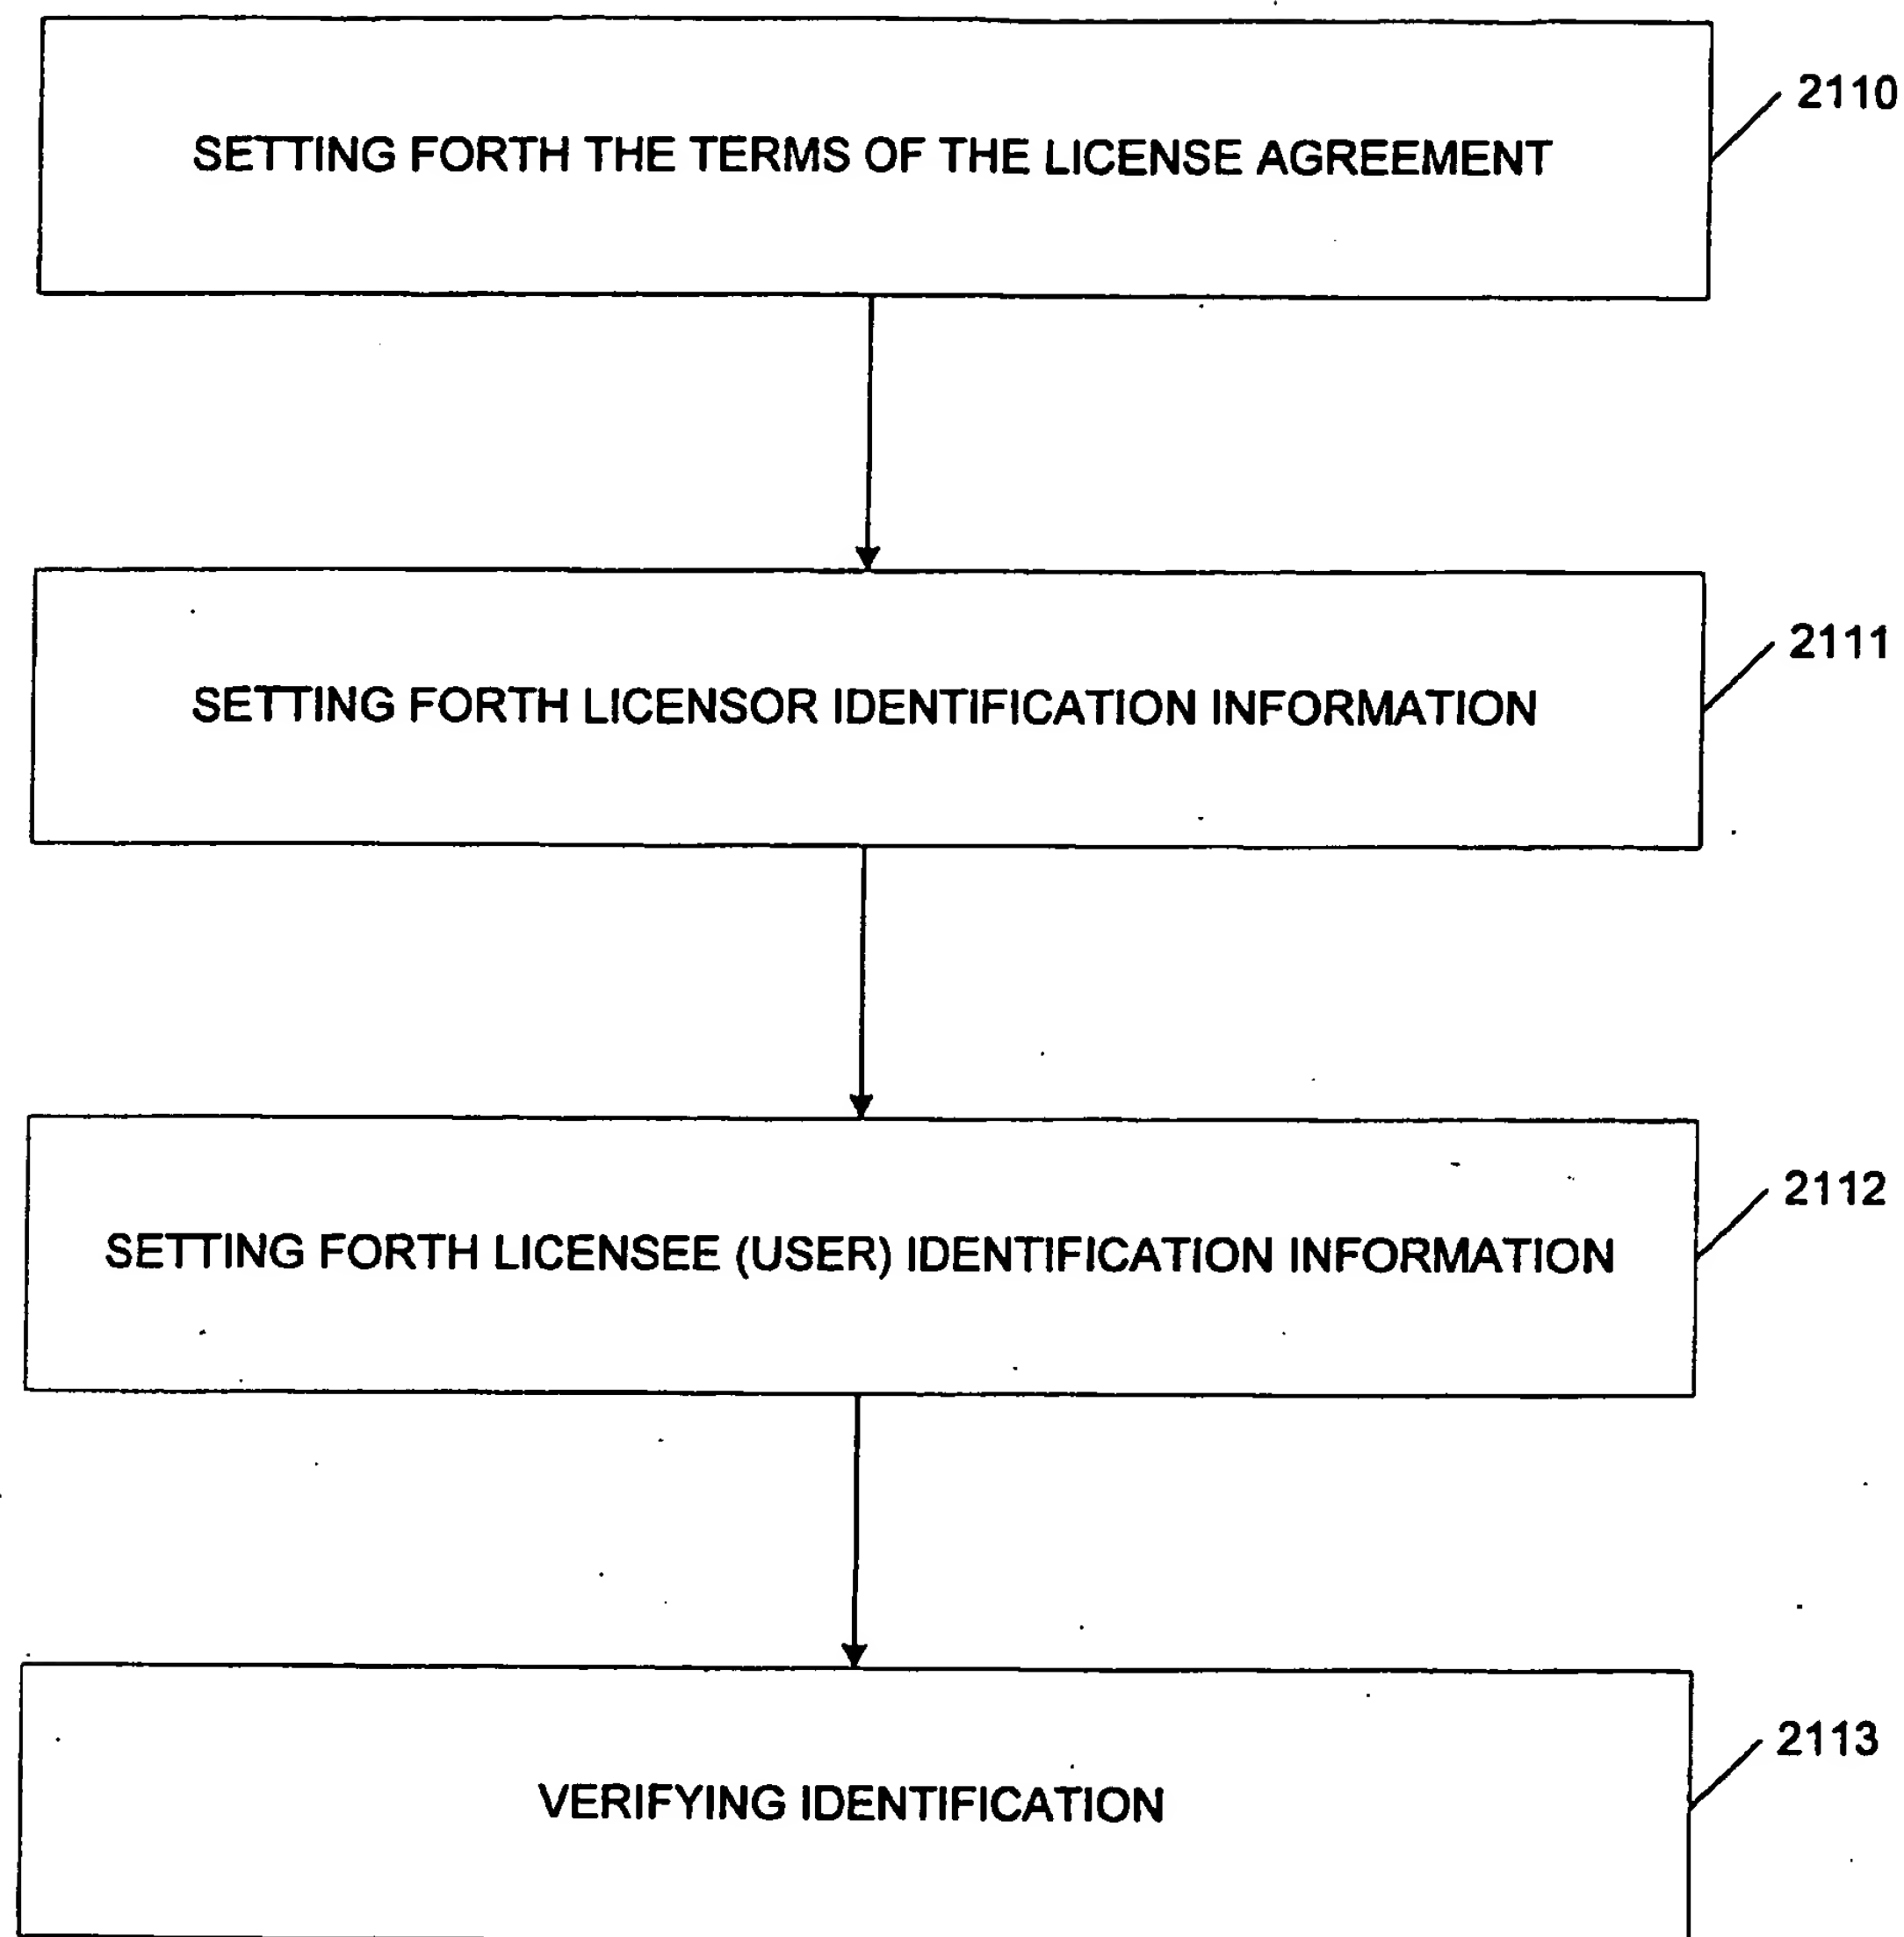 2110
SETTING FORTH THE TERMS OF THE LICENSE AGREEMENT
2111
SETTING FORTH LICENSOR IDENTIFICATION INFORMATION
2112
SETTING FORTH LICENSEE (USER) IDENTIFICATION INFORMATION
2113
VERIFYING IDENTIFICATION